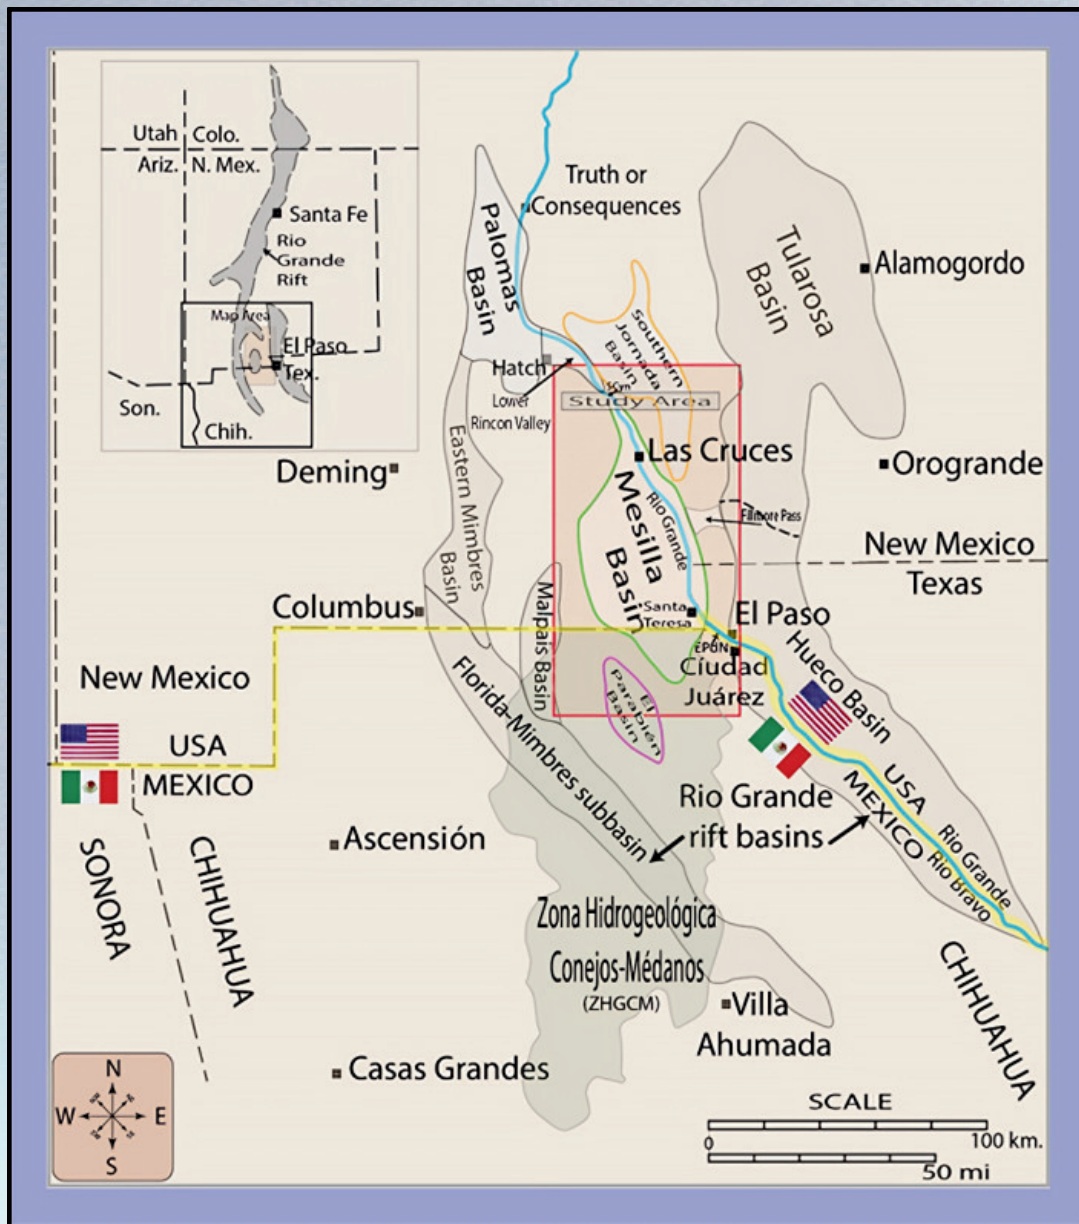 Utah
Colo.
Ariz.
N. Mex.
Santa Fe
Rio
Grande
Rift
Map Area
El Paso
Tex.
Son.
Chih.
Truth or
Consequences
Palomas
Basin
Tularosa
Basin
Alamogordo
Southern
Jornada
Basin
Hatch
Lower
Rincon Valley
Study Area
Deming
Eastern Mimbres
Basin
Las Cruces
Orogrande
Mesilla
Basin
Rio Grande
Fillmore Pass
New Mexico
Texas
Columbus
Malpais Basin
Santa
Teresa
El Paso
EPdN
Cíudad
Juárez
Hueco Basin
New Mexico
Florida-Mimbres subbasin
El
Parabién
Basin
USA
MEXICO
Rio Grande
rift basins
USA
MEXICO
Rio Grande
Rio Bravo
SONORA
CHIHUAHUA
Ascensión
Zona Hidrogeológica
Conejos-Médanos
(ZHGCM)
Villa
Ahumada
CHIHUAHUA
Casas Grandes
N
W
E
S
SCALE
0
100 km.
50 mi